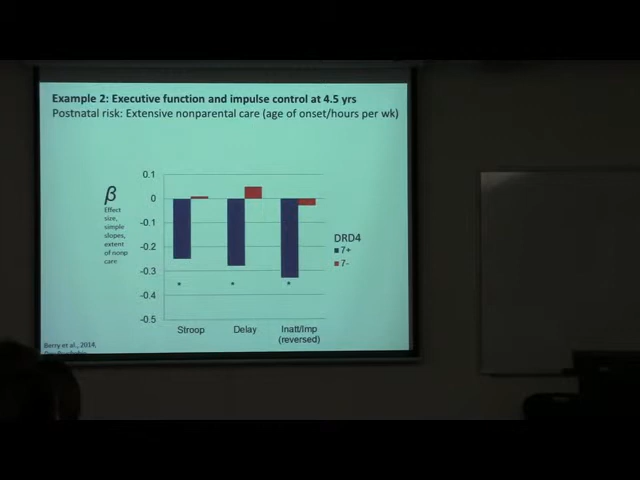 Example 2: Executive function and impulse control at 4.5 yrs
Postnatal risk: Extensive nonparental care (age of onset/hours per wk)
β
Effect
size,
simple
slopes,
extent
of nonp
care
0.1
0
-0.1
-0.2
-0.3
-0.4
-0.5
* * *
Stroop Delay Inatt/Imp
(reversed)
DRD4
7+
7-
Berry et al., 2014,